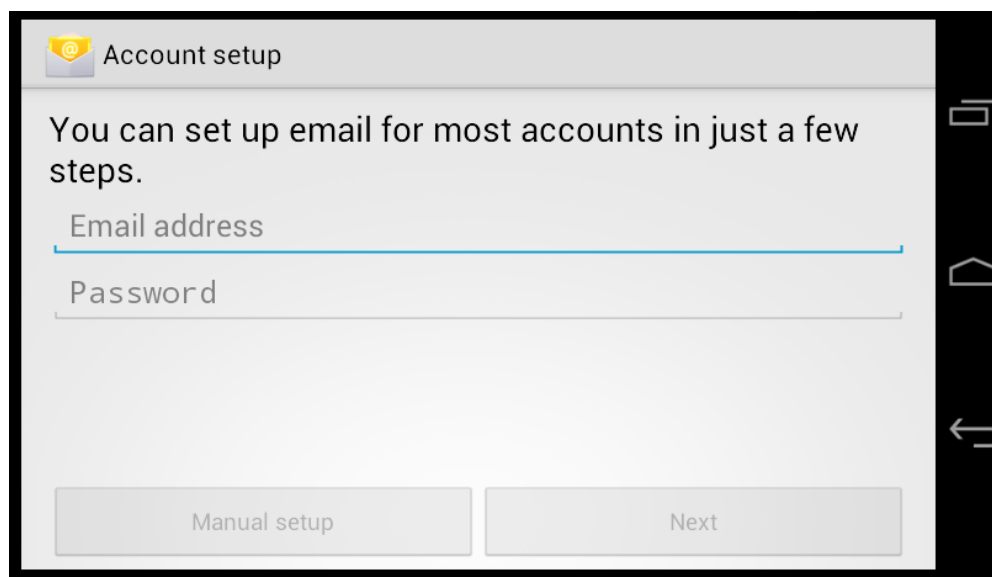 Account setup
You can set up email for most accounts in just a few
steps.
Email address
Password
Manual setup
Next